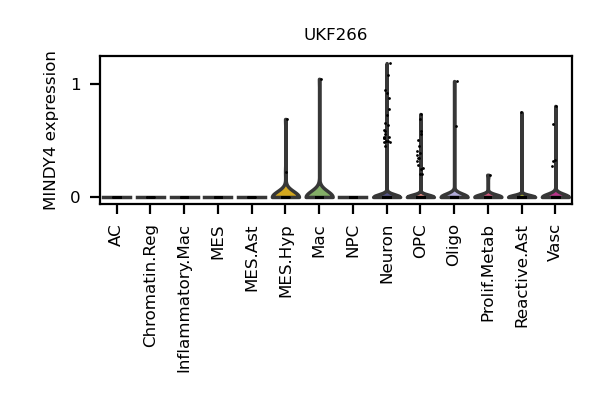 UKF266
MINDY4 expression
1
0
AC
Chromatin.Reg
Inflammatory.Mac
MES
MES.Ast
MES.Hyp
Mac
NPC
Neuron
OPC
Oligo
Prolif.Metab
Reactive.Ast
Vasc